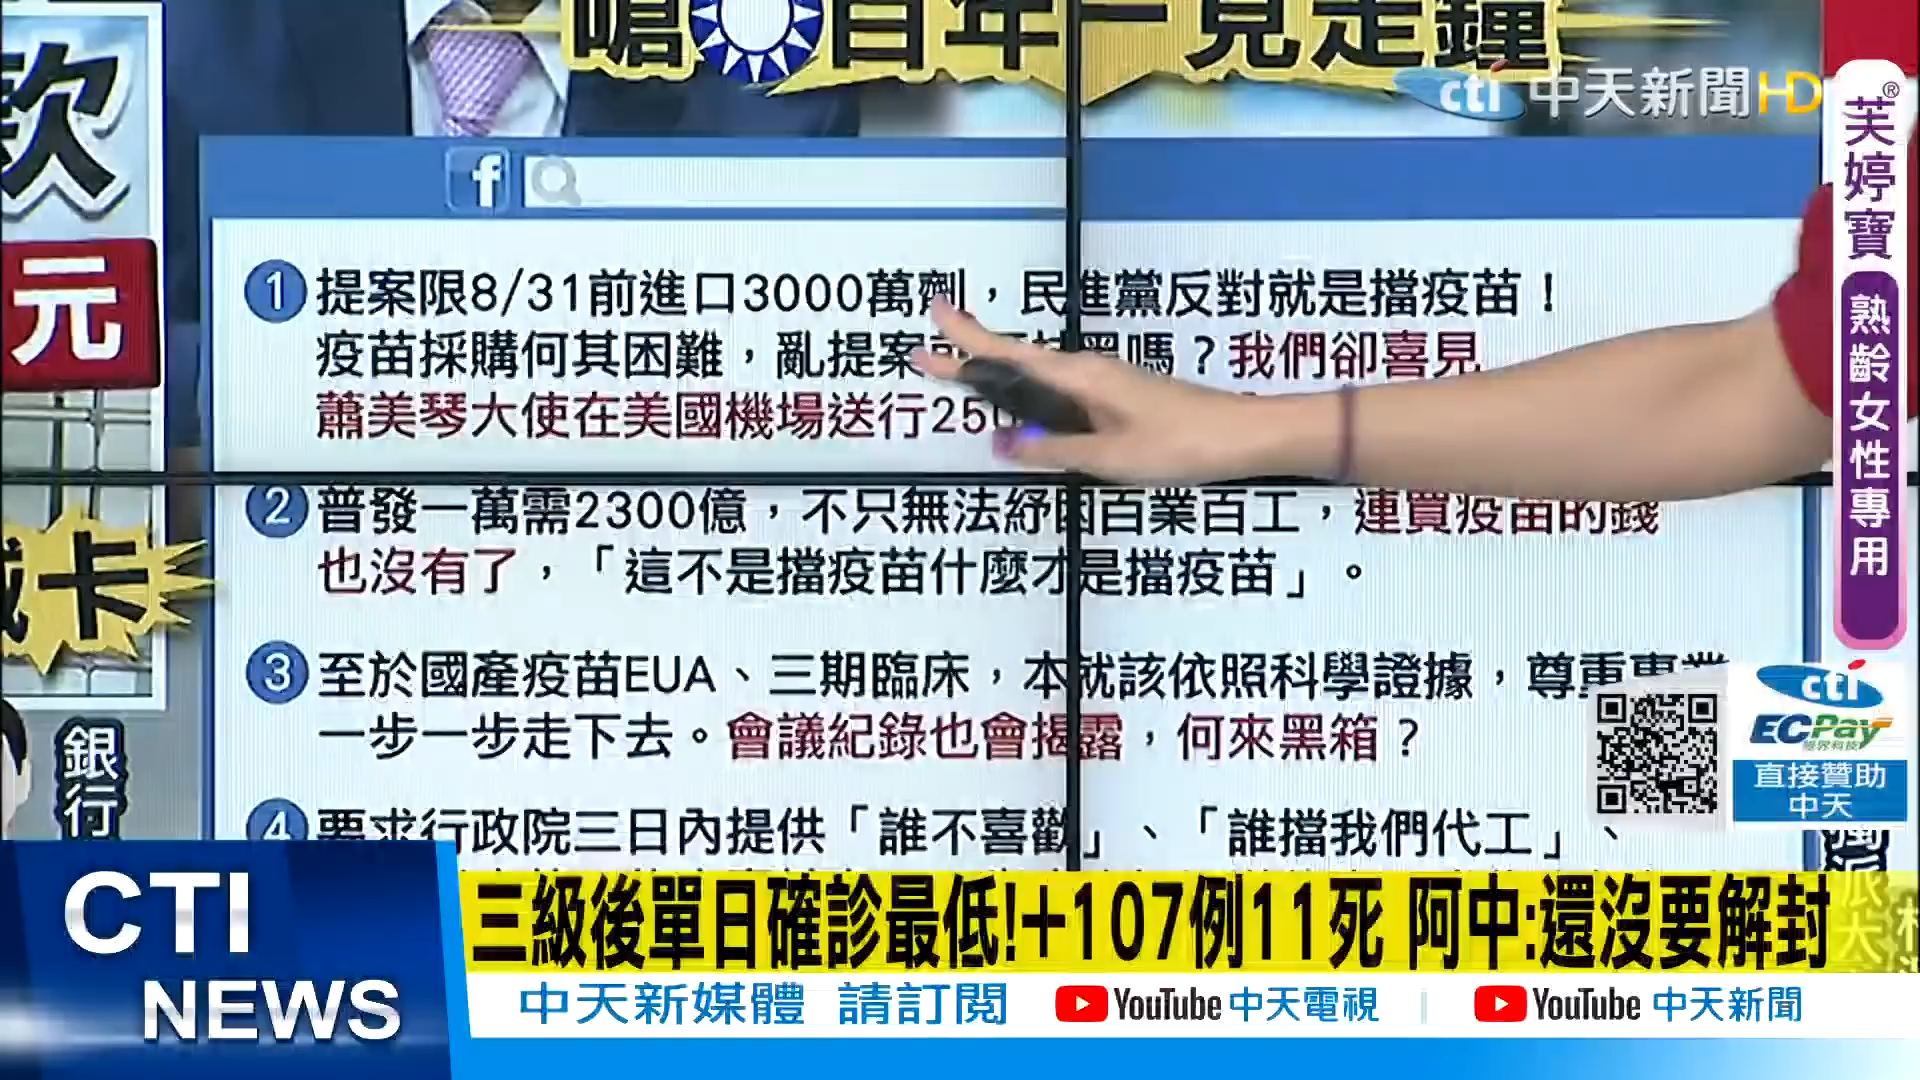 嗆 百年一見走鐘
cti 中天新聞HD
款
元
卡
銀行
f
1 提案限8/31前進口3000萬劑，民進黨反對就是擋疫苗！
疫苗採購何其困難，亂提案 嗎？我們卻喜見
蕭美琴大使在美國機場送行250
2 普發一萬需2300億，不只無法紓困百業百工，連買疫苗的錢
也沒有了，「這不是擋疫苗什麼才是擋疫苗」。
3 至於國產疫苗EUA、三期臨床，本就該依照科學證據，尊重專業
一步一步走下去。會議紀錄也會揭露，何來黑箱？
4 要求行政院三日內提供「誰不喜歡」、「誰擋我們代工」、
芙婷寶®
熟齡女性專用
cti
ECPay
綠界科技
直接贊助
中天
派大
CTI
NEWS
三級後單日確診最低!+107例11死 阿中:還沒要解封
中天新媒體 請訂閱 YouTube 中天電視 | YouTube 中天新聞